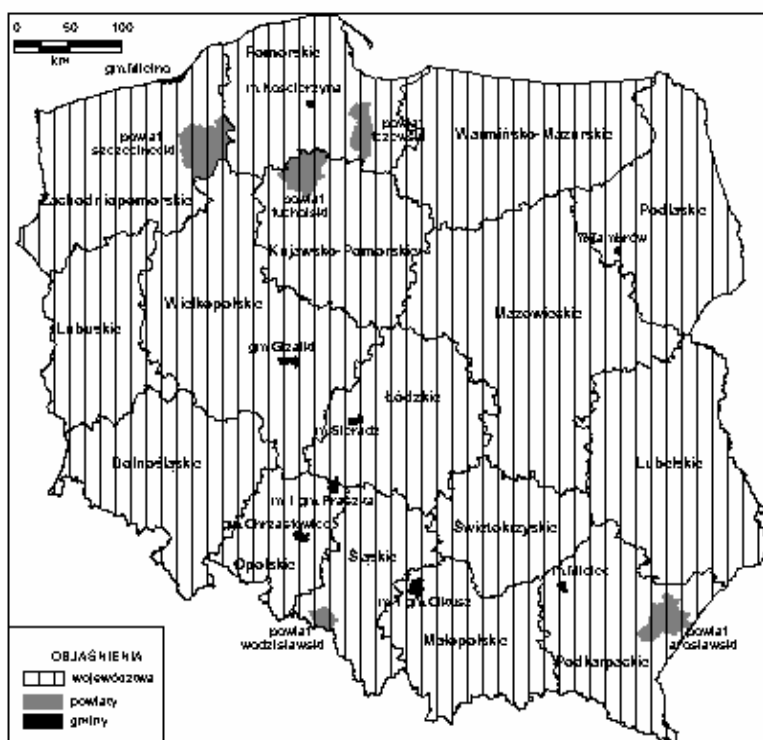 0 50 100
km
gm.Mielno
Pomorskie
m.Kościerzyna
powiat
szczecinecki
powiat
tczewski
Warmińsko-Mazurskie
Zachodniopomorskie
powiat
tucholski
Podlaskie
m.Zambrów
Kujawsko-Pomorskie
Wielkopolskie
Mazowieckie
Lubuskie
gm.Gizałki
Łódzkie
m.Sieradz
Dolnośląskie
Lubelskie
m. i gm. Praszka
gm.Chrząstowice
Świętokrzyskie
Opolskie
Śląskie
m.Mielec
m. i gm. Olkusz
powiat
wodzisławski
Małopolskie
powiat
jarosławski
Podkarpackie
OBJAŚNIENIA
województwa
powiaty
gminy